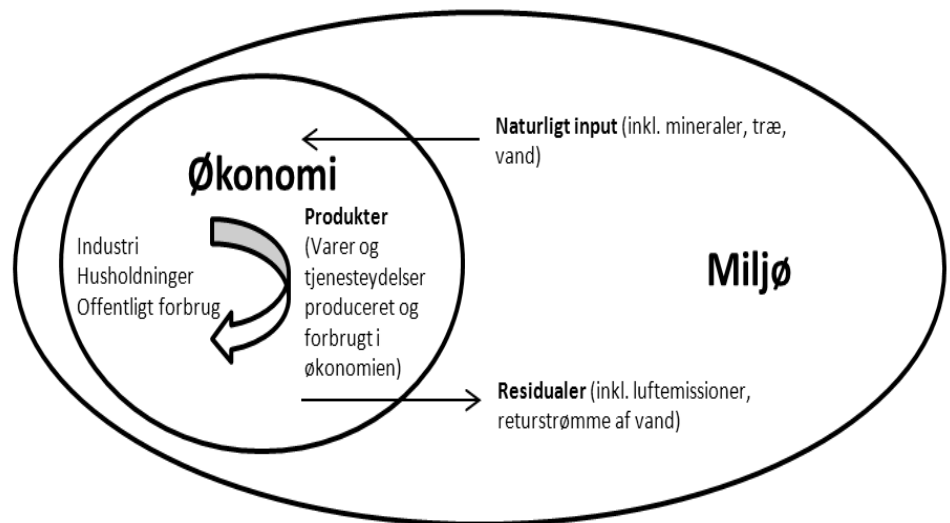 Naturligt input (inkl. mineraler, træ,
vand)
Økonomi
Produkter
(Varer og
tjenesteydelser
produceret og
forbrugt i
økonomien)
Industri
Husholdninger
Offentligt forbrug
Miljø
Residualer (inkl. luftemissioner,
returstrømme af vand)